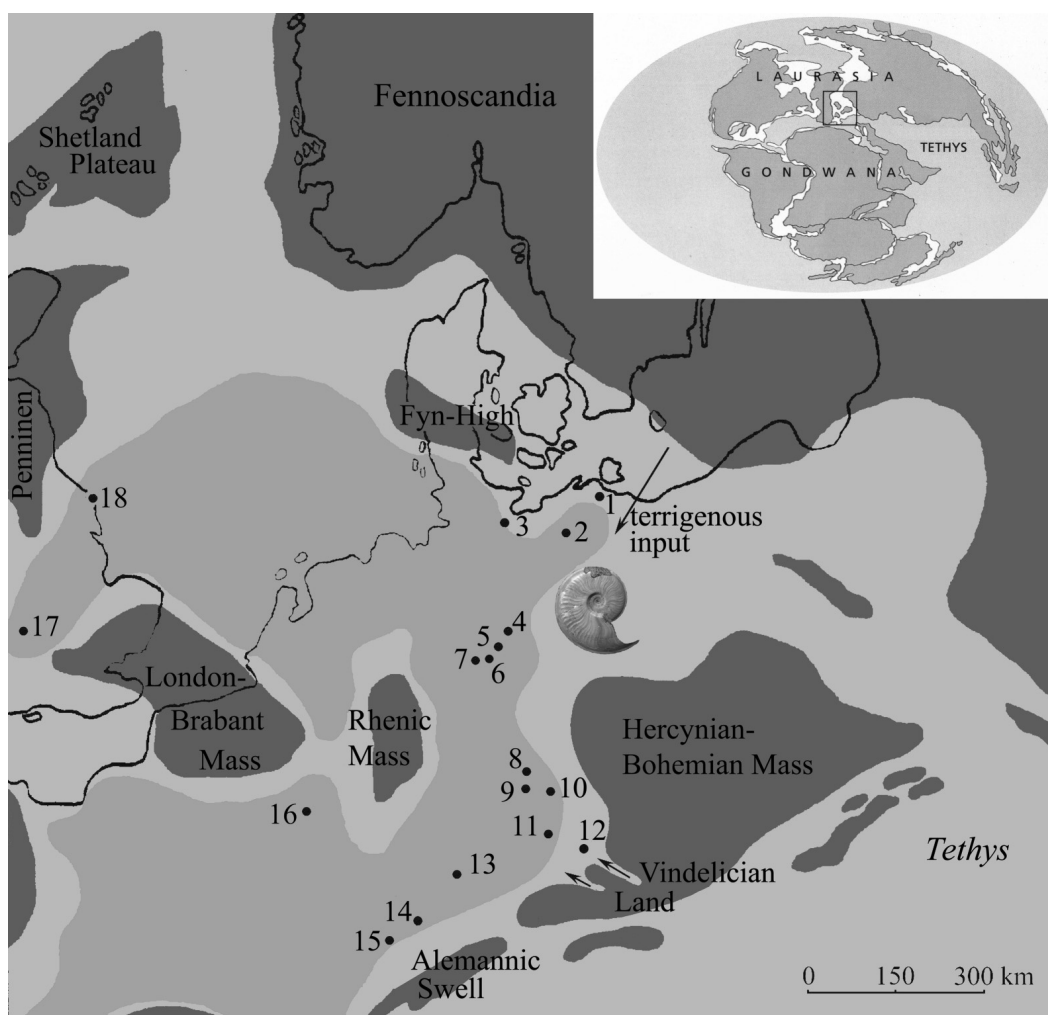 Fennoscandia
Shetland
Plateau
LAURASIA
TETHYS
GONDWANA
Penninen
Fyn-High
18
3
2
1
terrigenous
input
17
4
5
7
6
London-
Brabant
Mass
Rhenic
Mass
Hercynian-
Bohemian Mass
8
9
10
16
11
12
13
Vindelician
Land
Tethys
14
15
Alemannic
Swell
0 150 300 km